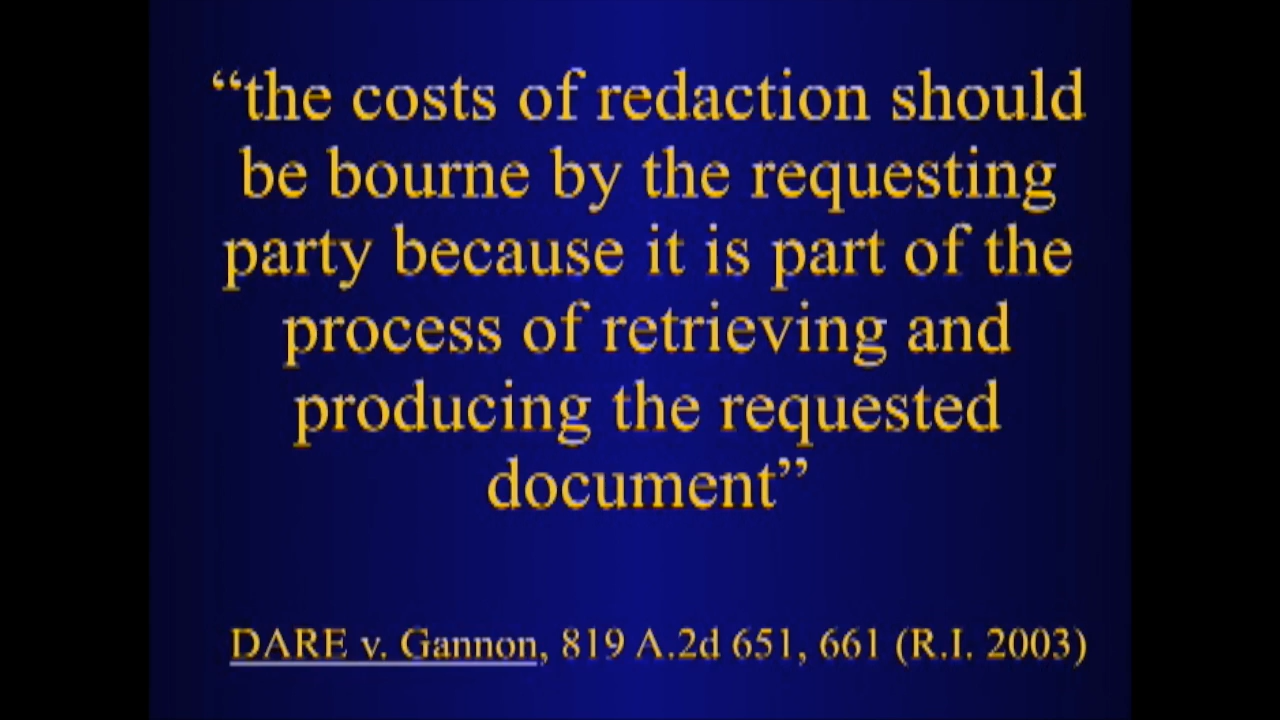 “the costs of redaction should
be bourne by the requesting
party because it is part of the
process of retrieving and
producing the requested
document”
DARE v. Gannon, 819 A.2d 651, 661 (R.I. 2003)